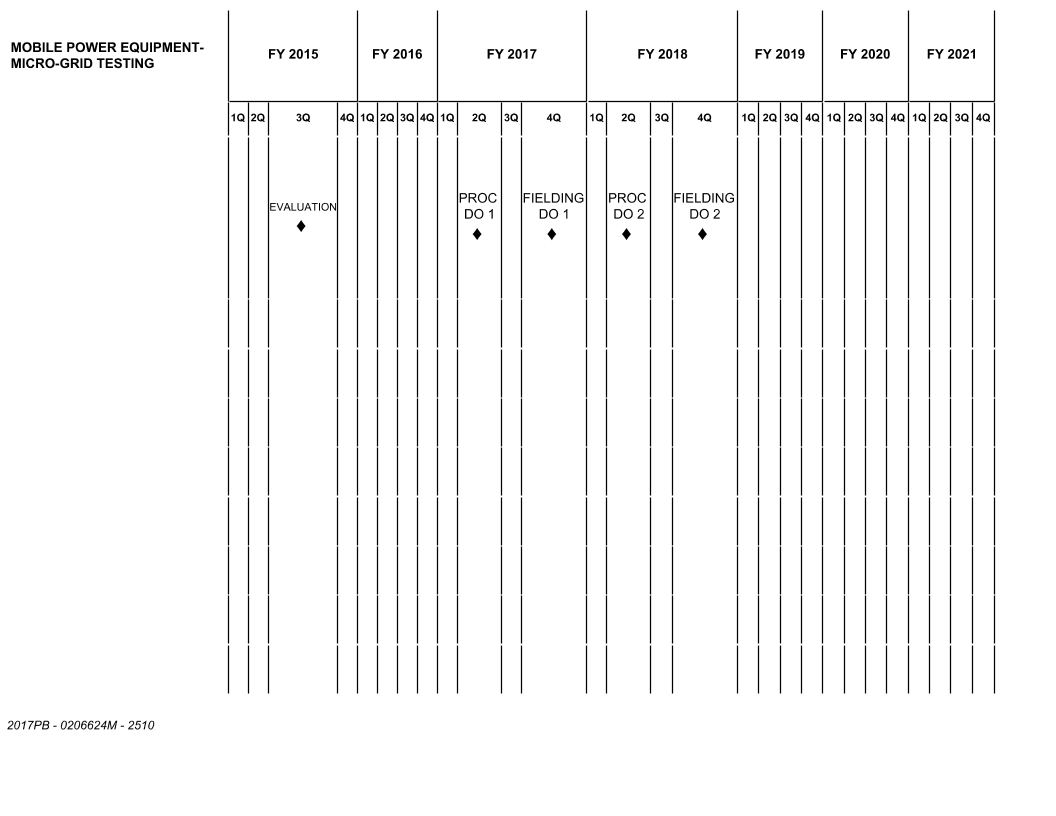 MOBILE POWER EQUIPMENT-
MICRO-GRID TESTING
FY 2015 FY 2016 FY 2017 FY 2018 FY 2019 FY 2020 FY 2021
1Q 2Q 3Q 4Q 1Q 2Q 3Q 4Q 1Q 2Q 3Q 4Q 1Q 2Q 3Q 4Q 1Q 2Q 3Q 4Q 1Q 2Q 3Q 4Q 1Q 2Q 3Q 4Q
EVALUATION
PROC
DO 1
FIELDING
DO 1
PROC
DO 2
FIELDING
DO 2
2017PB - 0206624M - 2510